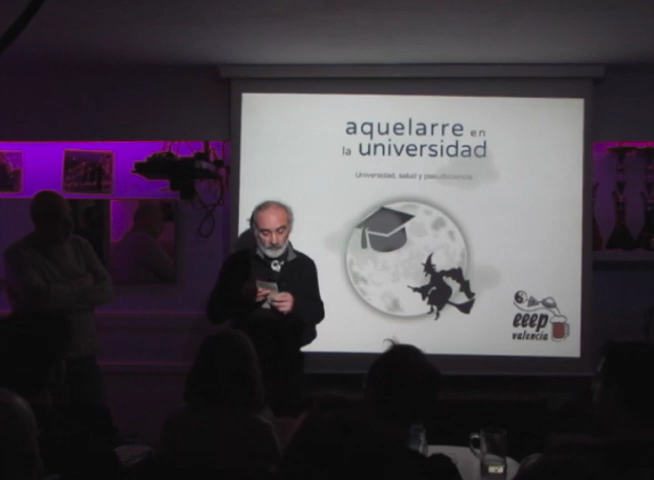 aquelarre en
la universidad
Universidad, salud y pseudociencia
eeep
valencia